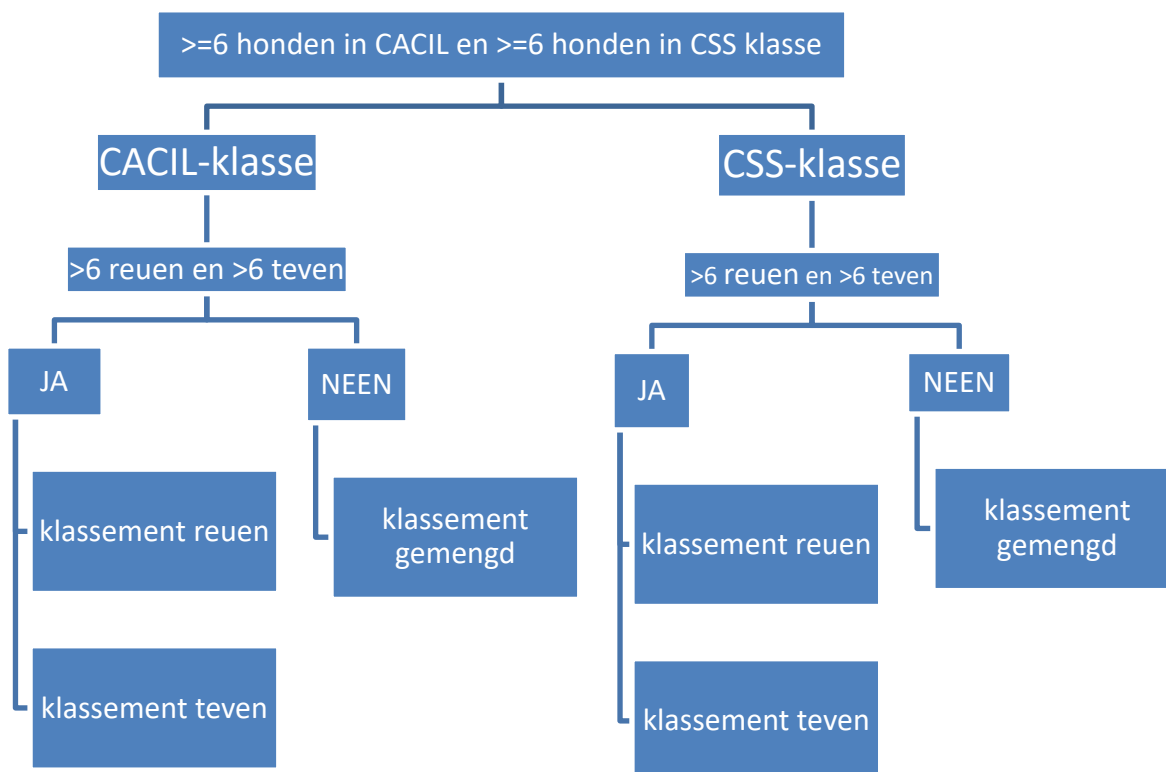 >=6 honden in CACIL en >=6 honden in CSS klasse
CACIL-klasse
>6 reuen en >6 teven
JA
klassement reuen
klassement teven
NEEN
klassement
gemengd
CSS-klasse
>6 reuen en >6 teven
JA
klassement reuen
klassement teven
NEEN
klassement
gemengd